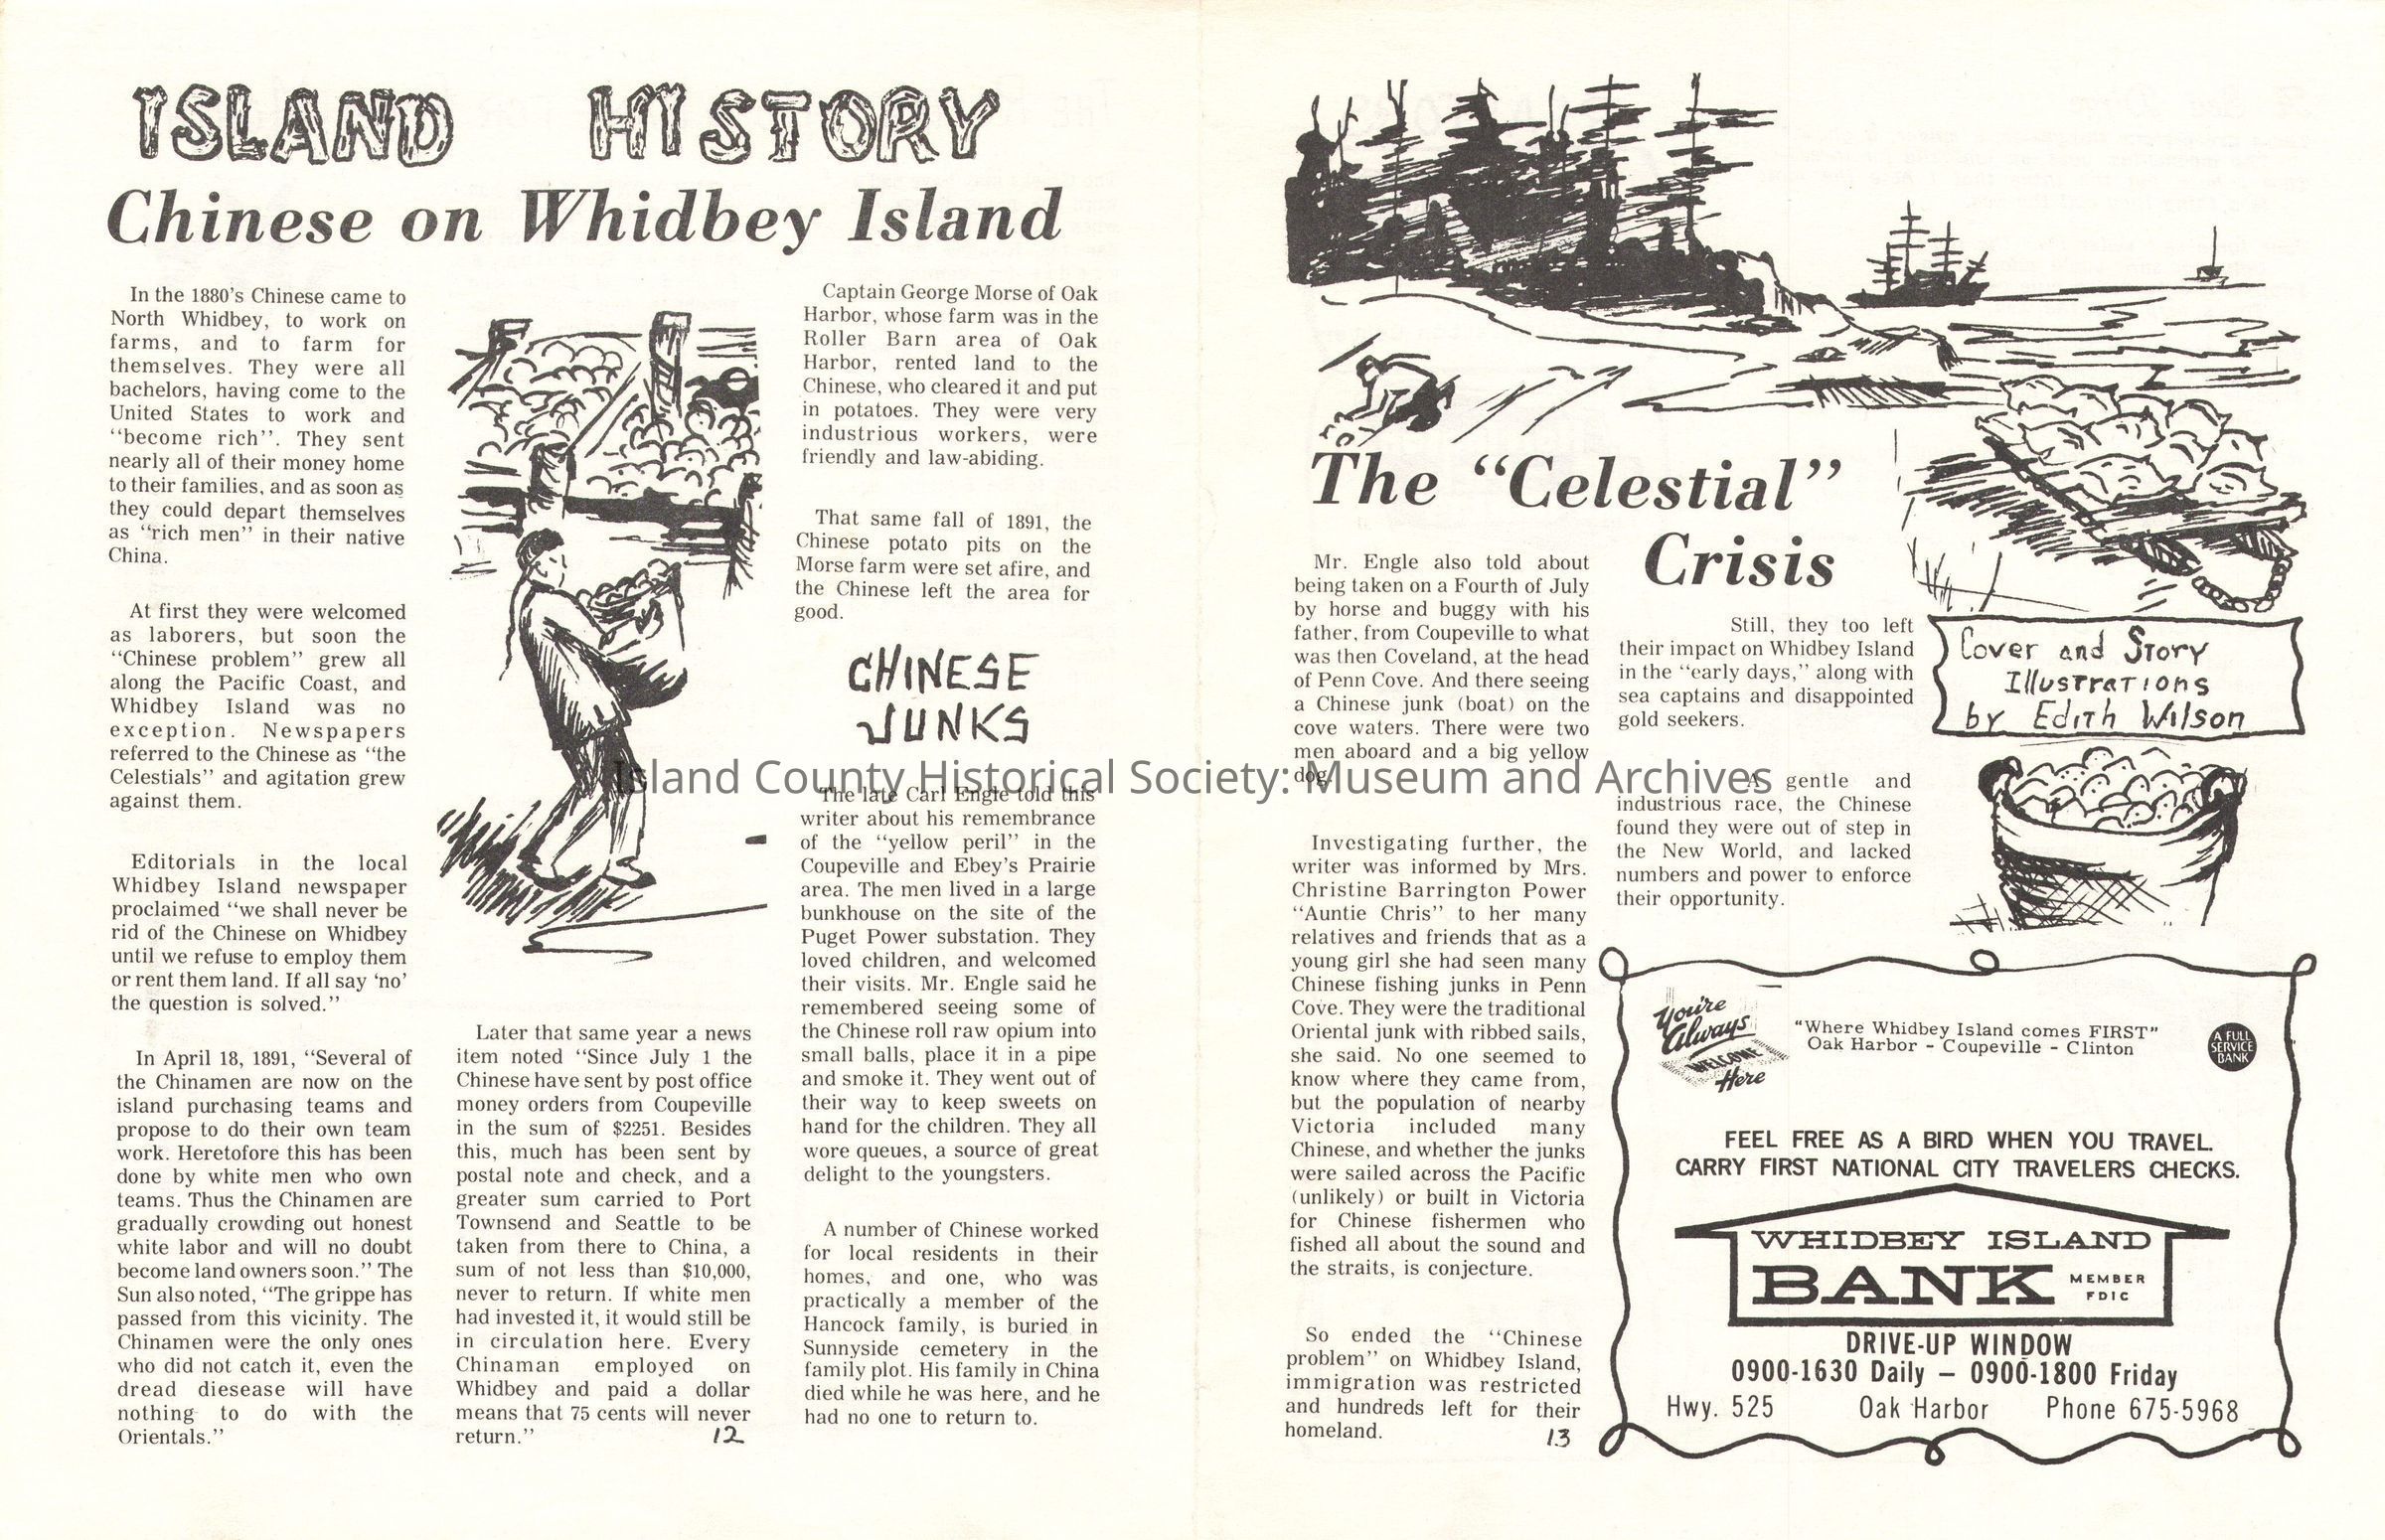 ISLAND HISTORY
Chinese on Whidbey Island
In the 1880's Chinese came to
North Whidbey, to work on
farms, and to farm for
themselves. They were all
bachelors, having come to the
United States to work and
“become rich”. They sent
nearly all of their money home
to their families, and as soon as
they could depart themselves
as “rich men” in their native
China.
At first they were welcomed
as laborers, but soon the
“Chinese problem” grew all
along the Pacific Coast, and
Whidbey Island was no
exception. Newspapers
referred to the Chinese as “the
Celestials” and agitation grew
against them.
Editorials in the local
Whidbey Island newspaper
proclaimed “we shall never be
rid of the Chinese on Whidbey
until we refuse to employ them
or rent them land. If all say ‘no’
the question is solved.”
In April 18, 1891, “Several of
the Chinamen are now on the
island purchasing teams and
propose to do their own team
work. Heretofore this has been
done by white men who own
teams. Thus the Chinamen are
gradually crowding out honest
white labor and will no doubt
become land owners soon.” The
Sun also noted, “The grippe has
passed from this vicinity. The
Chinamen were the only ones
who did not catch it, even the
dread diesease will have
nothing to do with the
Orientals.”
Later that same year a news
item noted “Since July 1 the
Chinese have sent by post office
money orders from Coupeville
in the sum of $2251. Besides
this, much has been sent by
postal note and check, and a
greater sum carried to Port
Townsend and Seattle to be
taken from there to China, a
sum of not less than $10,000,
never to return. If white men
had invested it, it would still be
in circulation here. Every
Chinaman employed on
Whidbey and paid a dollar
means that 75 cents will never
return.”
12
Captain George Morse of Oak
Harbor, whose farm was in the
Roller Barn area of Oak
Harbor, rented land to the
Chinese, who cleared it and put
in potatoes. They were very
industrious workers, were
friendly and law-abiding.
That same fall of 1891, the
Chinese potato pits on the
Morse farm were set afire, and
the Chinese left the area for
good.
CHINESE
JUNKS
The late Carl Engle told this
writer about his remembrance
of the “yellow peril” in the
Coupeville and Ebey's Prairie
area. The men lived in a large
bunkhouse on the site of the
Puget Power substation. They
loved children, and welcomed
their visits. Mr. Engle said he
remembered seeing some of
the Chinese roll raw opium into
small balls, place it in a pipe
and smoke it. They went out of
their way to keep sweets on
hand for the children. They all
wore queues, a source of great
delight to the youngsters.
A number of Chinese worked
for local residents in their
homes, and one, who was
practically a member of the
Hancock family, is buried in
Sunnyside cemetery in the
family plot. His family in China
died while he was here, and he
had no one to return to.
Island County Historical Society: Museum and Archives
The “Celestial”
Crisis
Mr. Engle also told about
being taken on a Fourth of July
by horse and buggy with his
father, from Coupeville to what
was then Coveland, at the head
of Penn Cove. And there seeing
a Chinese junk (boat) on the
cove waters. There were two
men aboard and a big yellow
dog.
Investigating further, the
writer was informed by Mrs.
Christine Barrington Power
“Auntie Chris” to her many
relatives and friends that as a
young girl she had seen many
Chinese fishing junks in Penn
Cove. They were the traditional
Oriental junk with ribbed sails,
she said. No one seemed to
know where they came from,
but the population of nearby
Victoria included many
Chinese, and whether the junks
were sailed across the Pacific
(unlikely) or built in Victoria
for Chinese fishermen who
fished all about the sound and
the straits, is conjecture.
So ended the “Chinese
problem” on Whidbey Island,
immigration was restricted
and hundreds left for their
homeland.
13
Still, they too left
their impact on Whidbey Island
in the “early days,” along with
sea captains and disappointed
gold seekers.
A gentle and
industrious race, the Chinese
found they were out of step in
the New World, and lacked
numbers and power to enforce
their opportunity.
Cover and Story
Illustrations
by Edith Wilson
You're
Always
WELCOME
Here
“Where Whidbey Island comes FIRST”
Oak Harbor - Coupeville - Clinton
A FULL
SERVICE
BANK
FEEL FREE AS A BIRD WHEN YOU TRAVEL.
CARRY FIRST NATIONAL CITY TRAVELERS CHECKS.
WHIDBEY ISLAND
BANK MEMBER
FDIC
DRIVE-UP WINDOW
0900-1630 Daily — 0900-1800 Friday
Hwy. 525 Oak Harbor Phone 675-5968